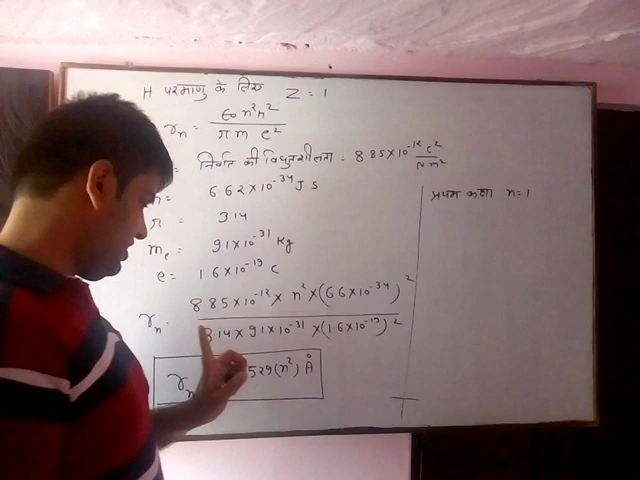 H परमाणु के लिए Z = 1
rn = ϵ0 n²h² / π m e²
= निर्वात की विधुतशीलता = 8 85×10⁻¹² C²/N m²
= 6 62×10⁻³⁴ J S
π = 3 14
me = 9 1×10⁻³¹ Kg
e = 1 6×10⁻¹⁹ C
rn = 8 85×10⁻¹² × n² × (6 6×10⁻³⁴)² / 3 14 × 9 1×10⁻³¹ × (1 6×10⁻¹⁹)²
rn 529(n²) Å
प्रथम कक्षा n = 1